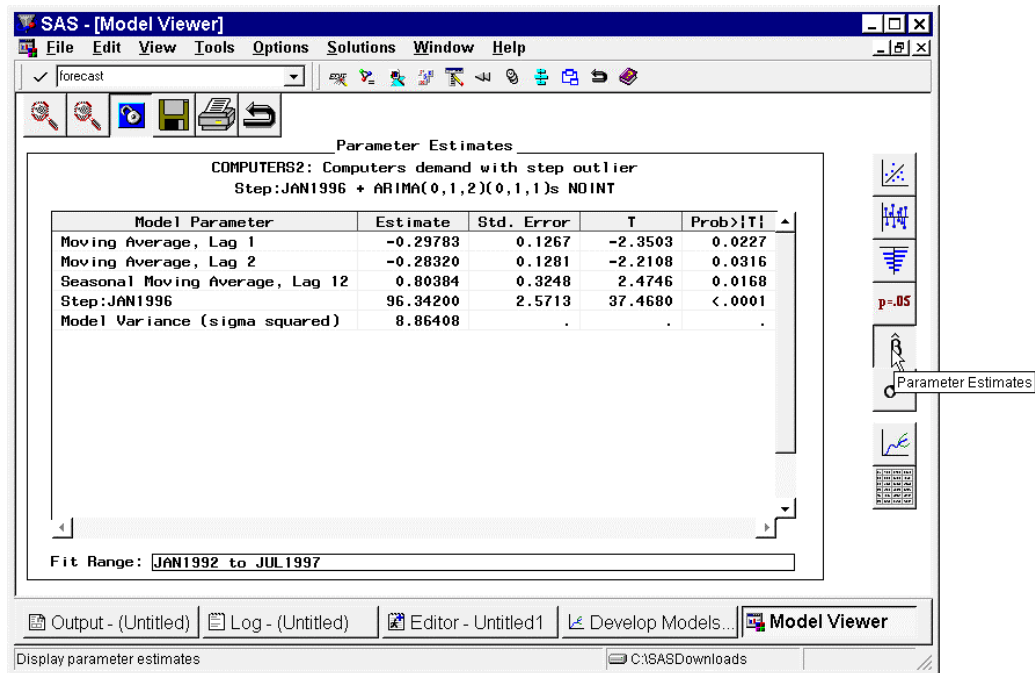 SAS - [Model Viewer]
File Edit View Tools Options Solutions Window Help
forecast
Parameter Estimates
COMPUTERS2: Computers demand with step outlier
Step:JAN1996 + ARIMA(0,1,2)(0,1,1)s NOINT
Model Parameter Estimate Std. Error T Prob>|T|
Moving Average, Lag 1 -0.29783 0.1267 -2.3503 0.0227
Moving Average, Lag 2 -0.28320 0.1281 -2.2108 0.0316
Seasonal Moving Average, Lag 12 0.80384 0.3248 2.4746 0.0168
Step:JAN1996 96.34200 2.5713 37.4680 <.0001
Model Variance (sigma squared) 8.86408 . . .
p=.05
β̂
Parameter Estimates
Fit Range: JAN1992 to JUL1997
Output - (Untitled) Log - (Untitled) Editor - Untitled1 Develop Models... Model Viewer
Display parameter estimates C:\SASDownloads